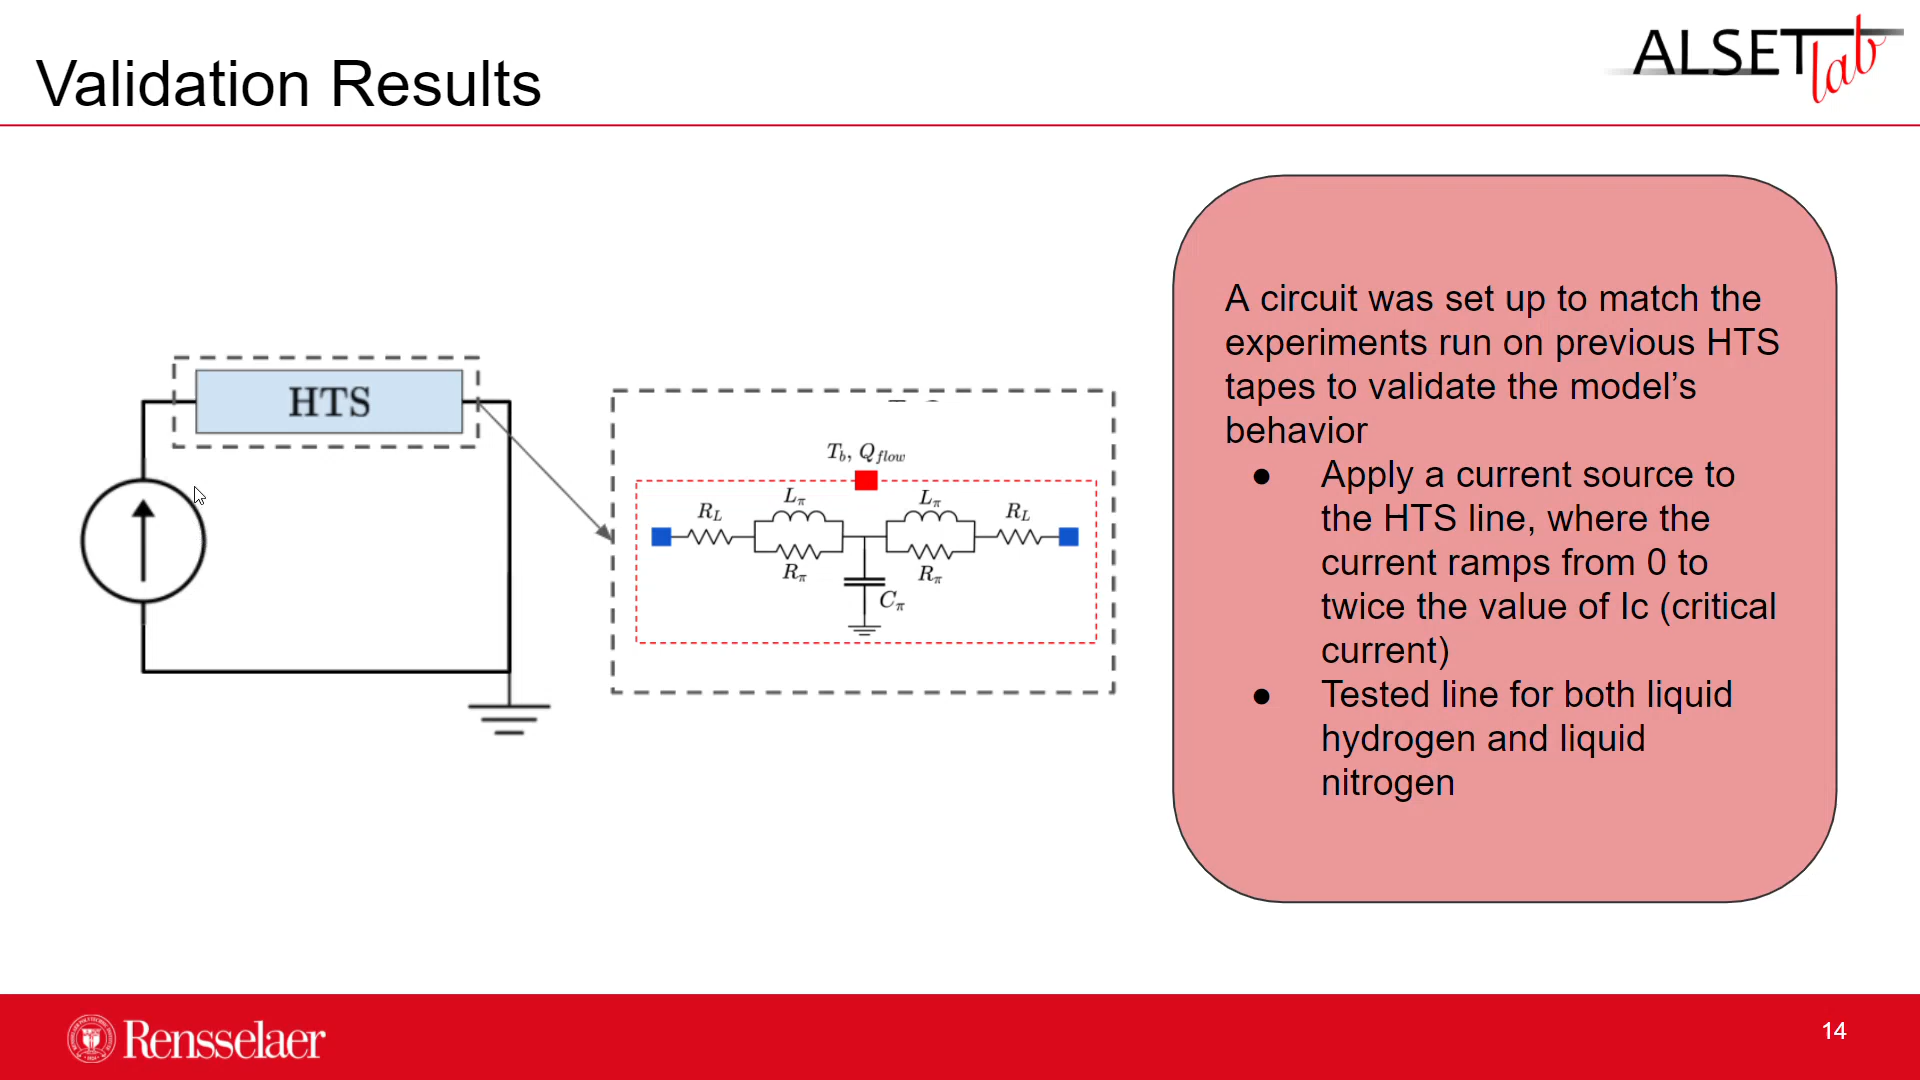 Validation Results
ALSETLab
HTS
T_b, Q_flow
R_L
L_π
L_π
R_L
R_π
R_π
C_π
A circuit was set up to match the
experiments run on previous HTS
tapes to validate the model’s
behavior
● Apply a current source to
the HTS line, where the
current ramps from 0 to
twice the value of Ic (critical
current)
● Tested line for both liquid
hydrogen and liquid
nitrogen
Rensselaer
14